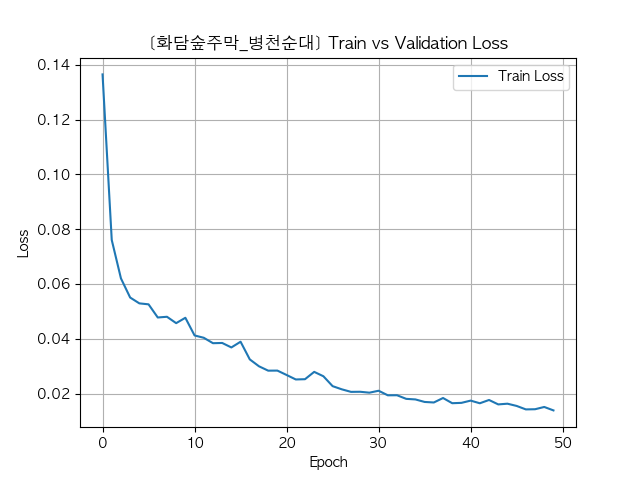 [화담숲주막_병천순대] Train vs Validation Loss
Train Loss
0.14
0.12
0.10
0.08
0.06
0.04
0.02
Loss
0 10 20 30 40 50
Epoch